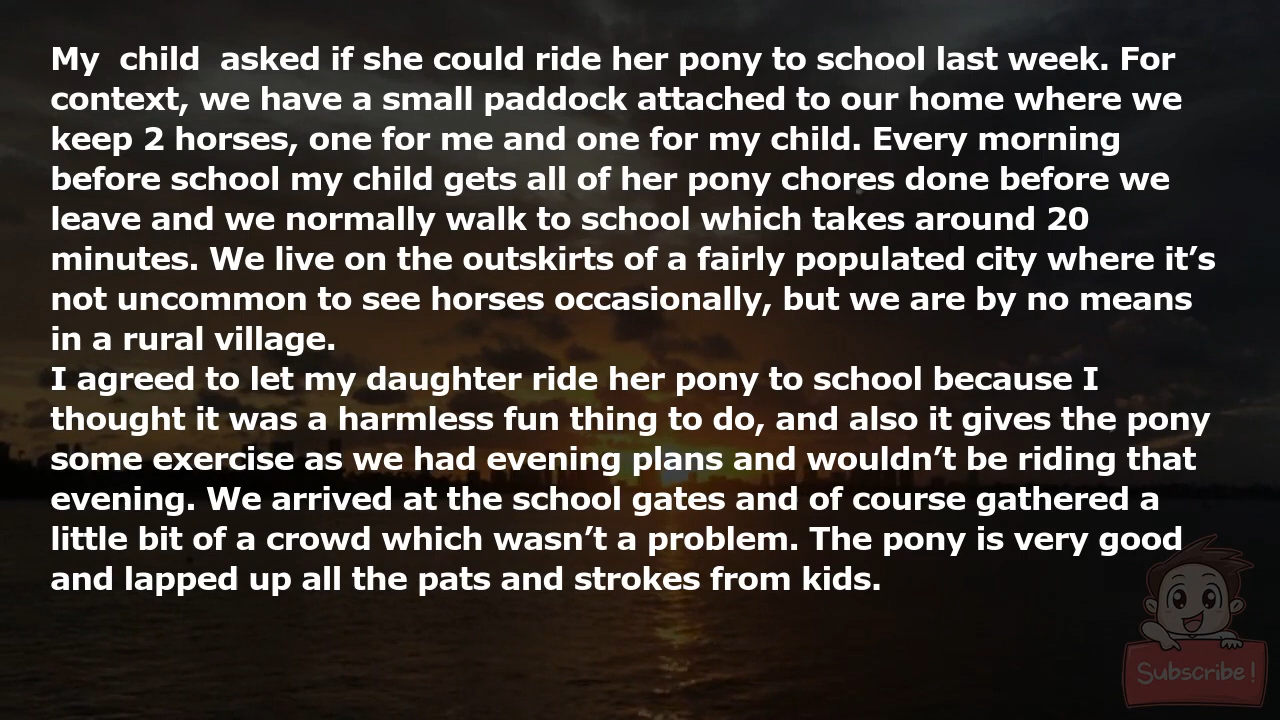 My child asked if she could ride her pony to school last week. For
context, we have a small paddock attached to our home where we
keep 2 horses, one for me and one for my child. Every morning
before school my child gets all of her pony chores done before we
leave and we normally walk to school which takes around 20
minutes. We live on the outskirts of a fairly populated city where it’s
not uncommon to see horses occasionally, but we are by no means
in a rural village.
I agreed to let my daughter ride her pony to school because I
thought it was a harmless fun thing to do, and also it gives the pony
some exercise as we had evening plans and wouldn’t be riding that
evening. We arrived at the school gates and of course gathered a
little bit of a crowd which wasn’t a problem. The pony is very good
and lapped up all the pats and strokes from kids.
Subscribe!